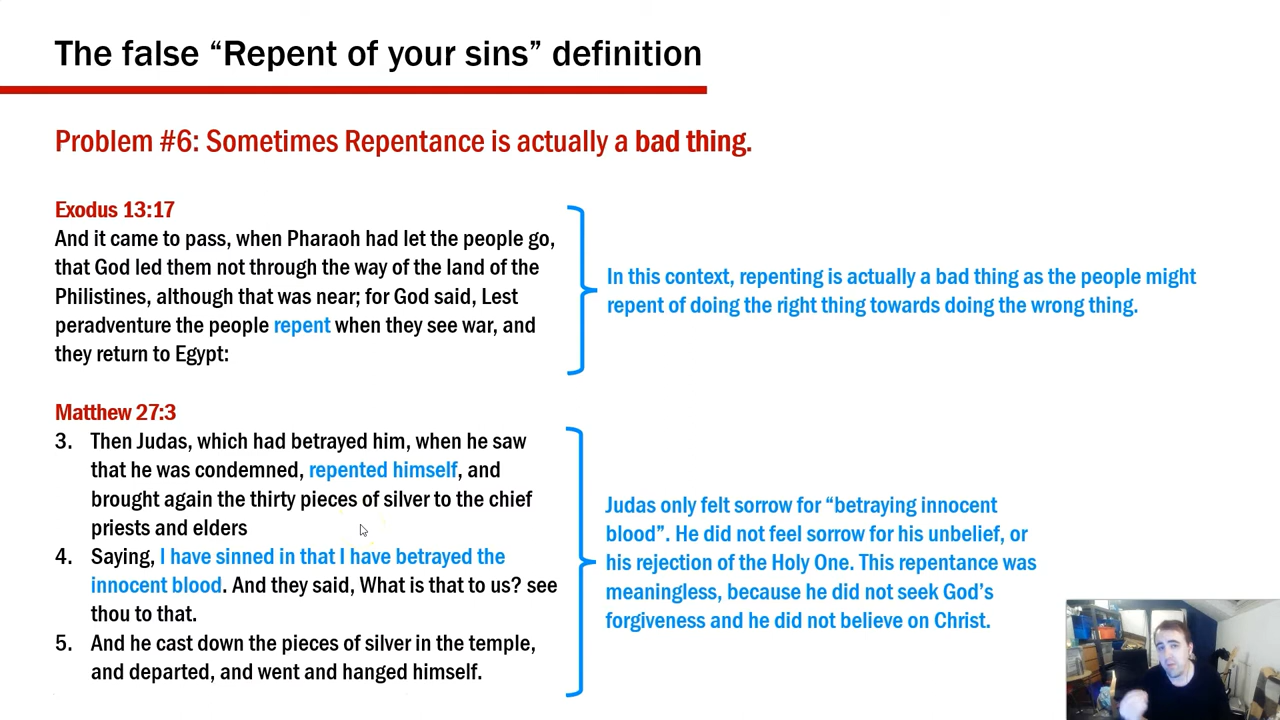 The false “Repent of your sins” definition
Problem #6: Sometimes Repentance is actually a bad thing.
Exodus 13:17
And it came to pass, when Pharaoh had let the people go,
that God led them not through the way of the land of the
Philistines, although that was near; for God said, Lest
peradventure the people repent when they see war, and
they return to Egypt:
In this context, repenting is actually a bad thing as the people might
repent of doing the right thing towards doing the wrong thing.
Matthew 27:3
3. Then Judas, which had betrayed him, when he saw
that he was condemned, repented himself, and
brought again the thirty pieces of silver to the chief
priests and elders
4. Saying, I have sinned in that I have betrayed the
innocent blood. And they said, What is that to us? see
thou to that.
5. And he cast down the pieces of silver in the temple,
and departed, and went and hanged himself.
Judas only felt sorrow for “betraying innocent
blood”. He did not feel sorrow for his unbelief, or
his rejection of the Holy One. This repentance was
meaningless, because he did not seek God’s
forgiveness and he did not believe on Christ.